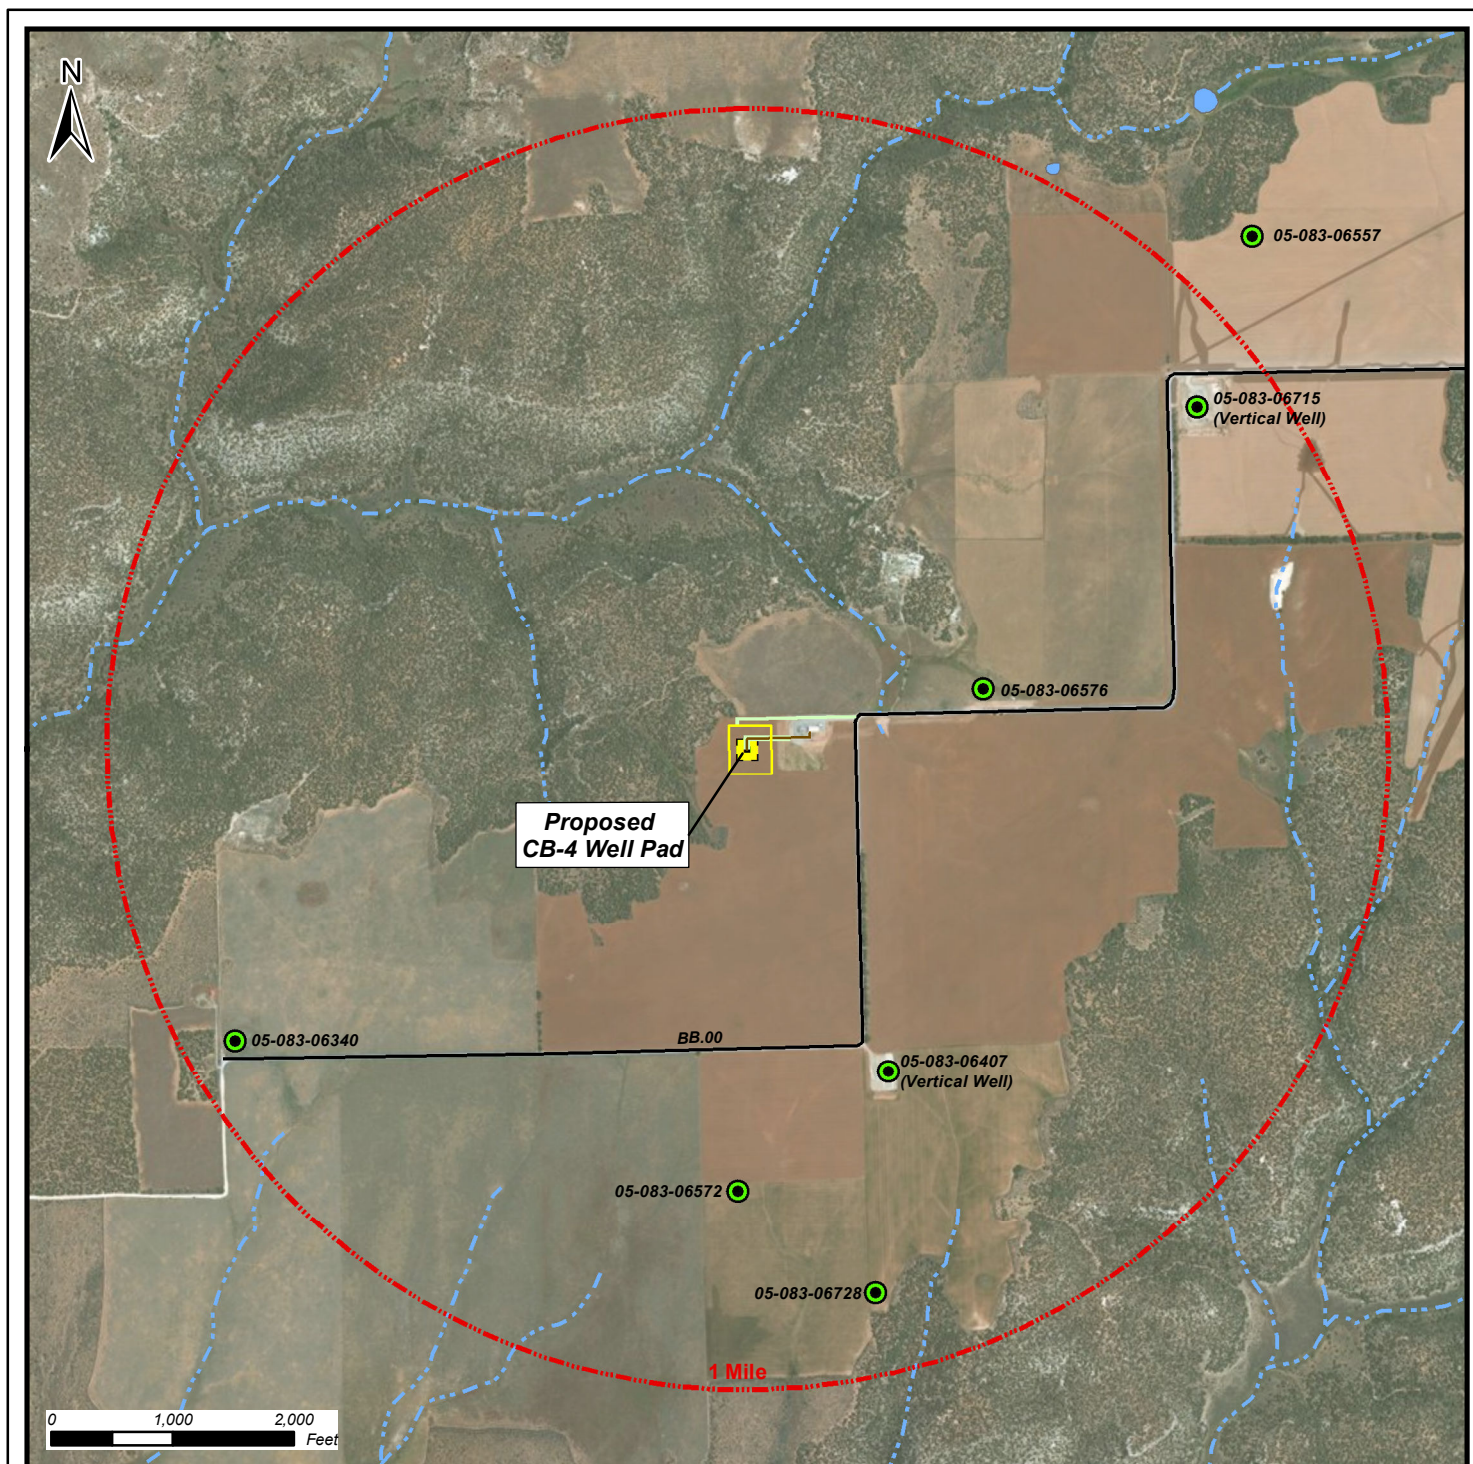 N
05-083-06557
05-083-06715
(Vertical Well)
05-083-06576
Proposed
CB-4 Well Pad
05-083-06340
BB.00
05-083-06407
(Vertical Well)
05-083-06572
05-083-06728
1 Mile
0 1,000 2,000
Feet